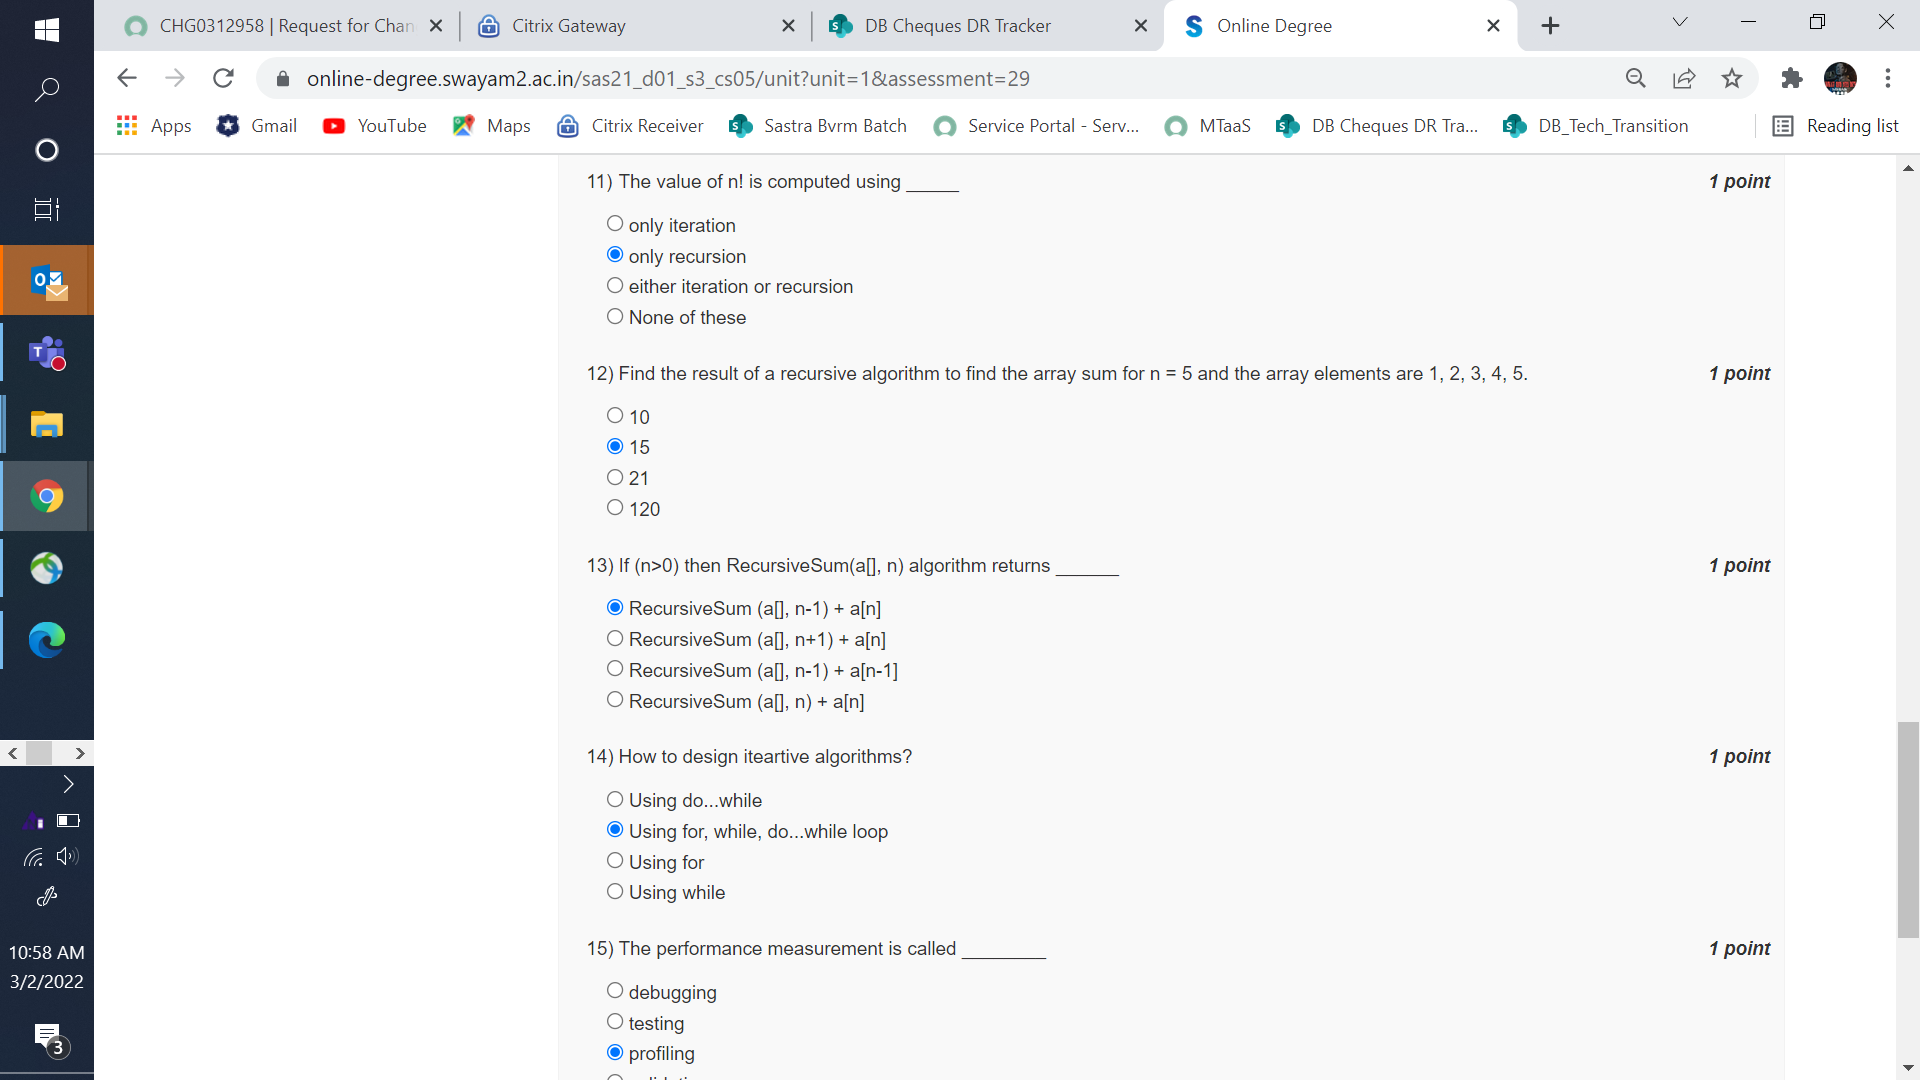 CHG0312958 | Request for Chan
Citrix Gateway
DB Cheques DR Tracker
Online Degree
online-degree.swayam2.ac.in/sas21_d01_s3_cs05/unit?unit=1&assessment=29
Apps
Gmail
YouTube
Maps
Citrix Receiver
Sastra Bvrm Batch
Service Portal - Serv...
MTaaS
DB Cheques DR Tra...
DB_Tech_Transition
Reading list
11) The value of n! is computed using _____
1 point
only iteration
only recursion
either iteration or recursion
None of these
12) Find the result of a recursive algorithm to find the array sum for n = 5 and the array elements are 1, 2, 3, 4, 5.
1 point
10
15
21
120
13) If (n>0) then RecursiveSum(a[], n) algorithm returns ______
1 point
RecursiveSum (a[], n-1) + a[n]
RecursiveSum (a[], n+1) + a[n]
RecursiveSum (a[], n-1) + a[n-1]
RecursiveSum (a[], n) + a[n]
14) How to design iteartive algorithms?
1 point
Using do...while
Using for, while, do...while loop
Using for
Using while
15) The performance measurement is called ________
1 point
debugging
testing
profiling
10:58 AM
3/2/2022
3